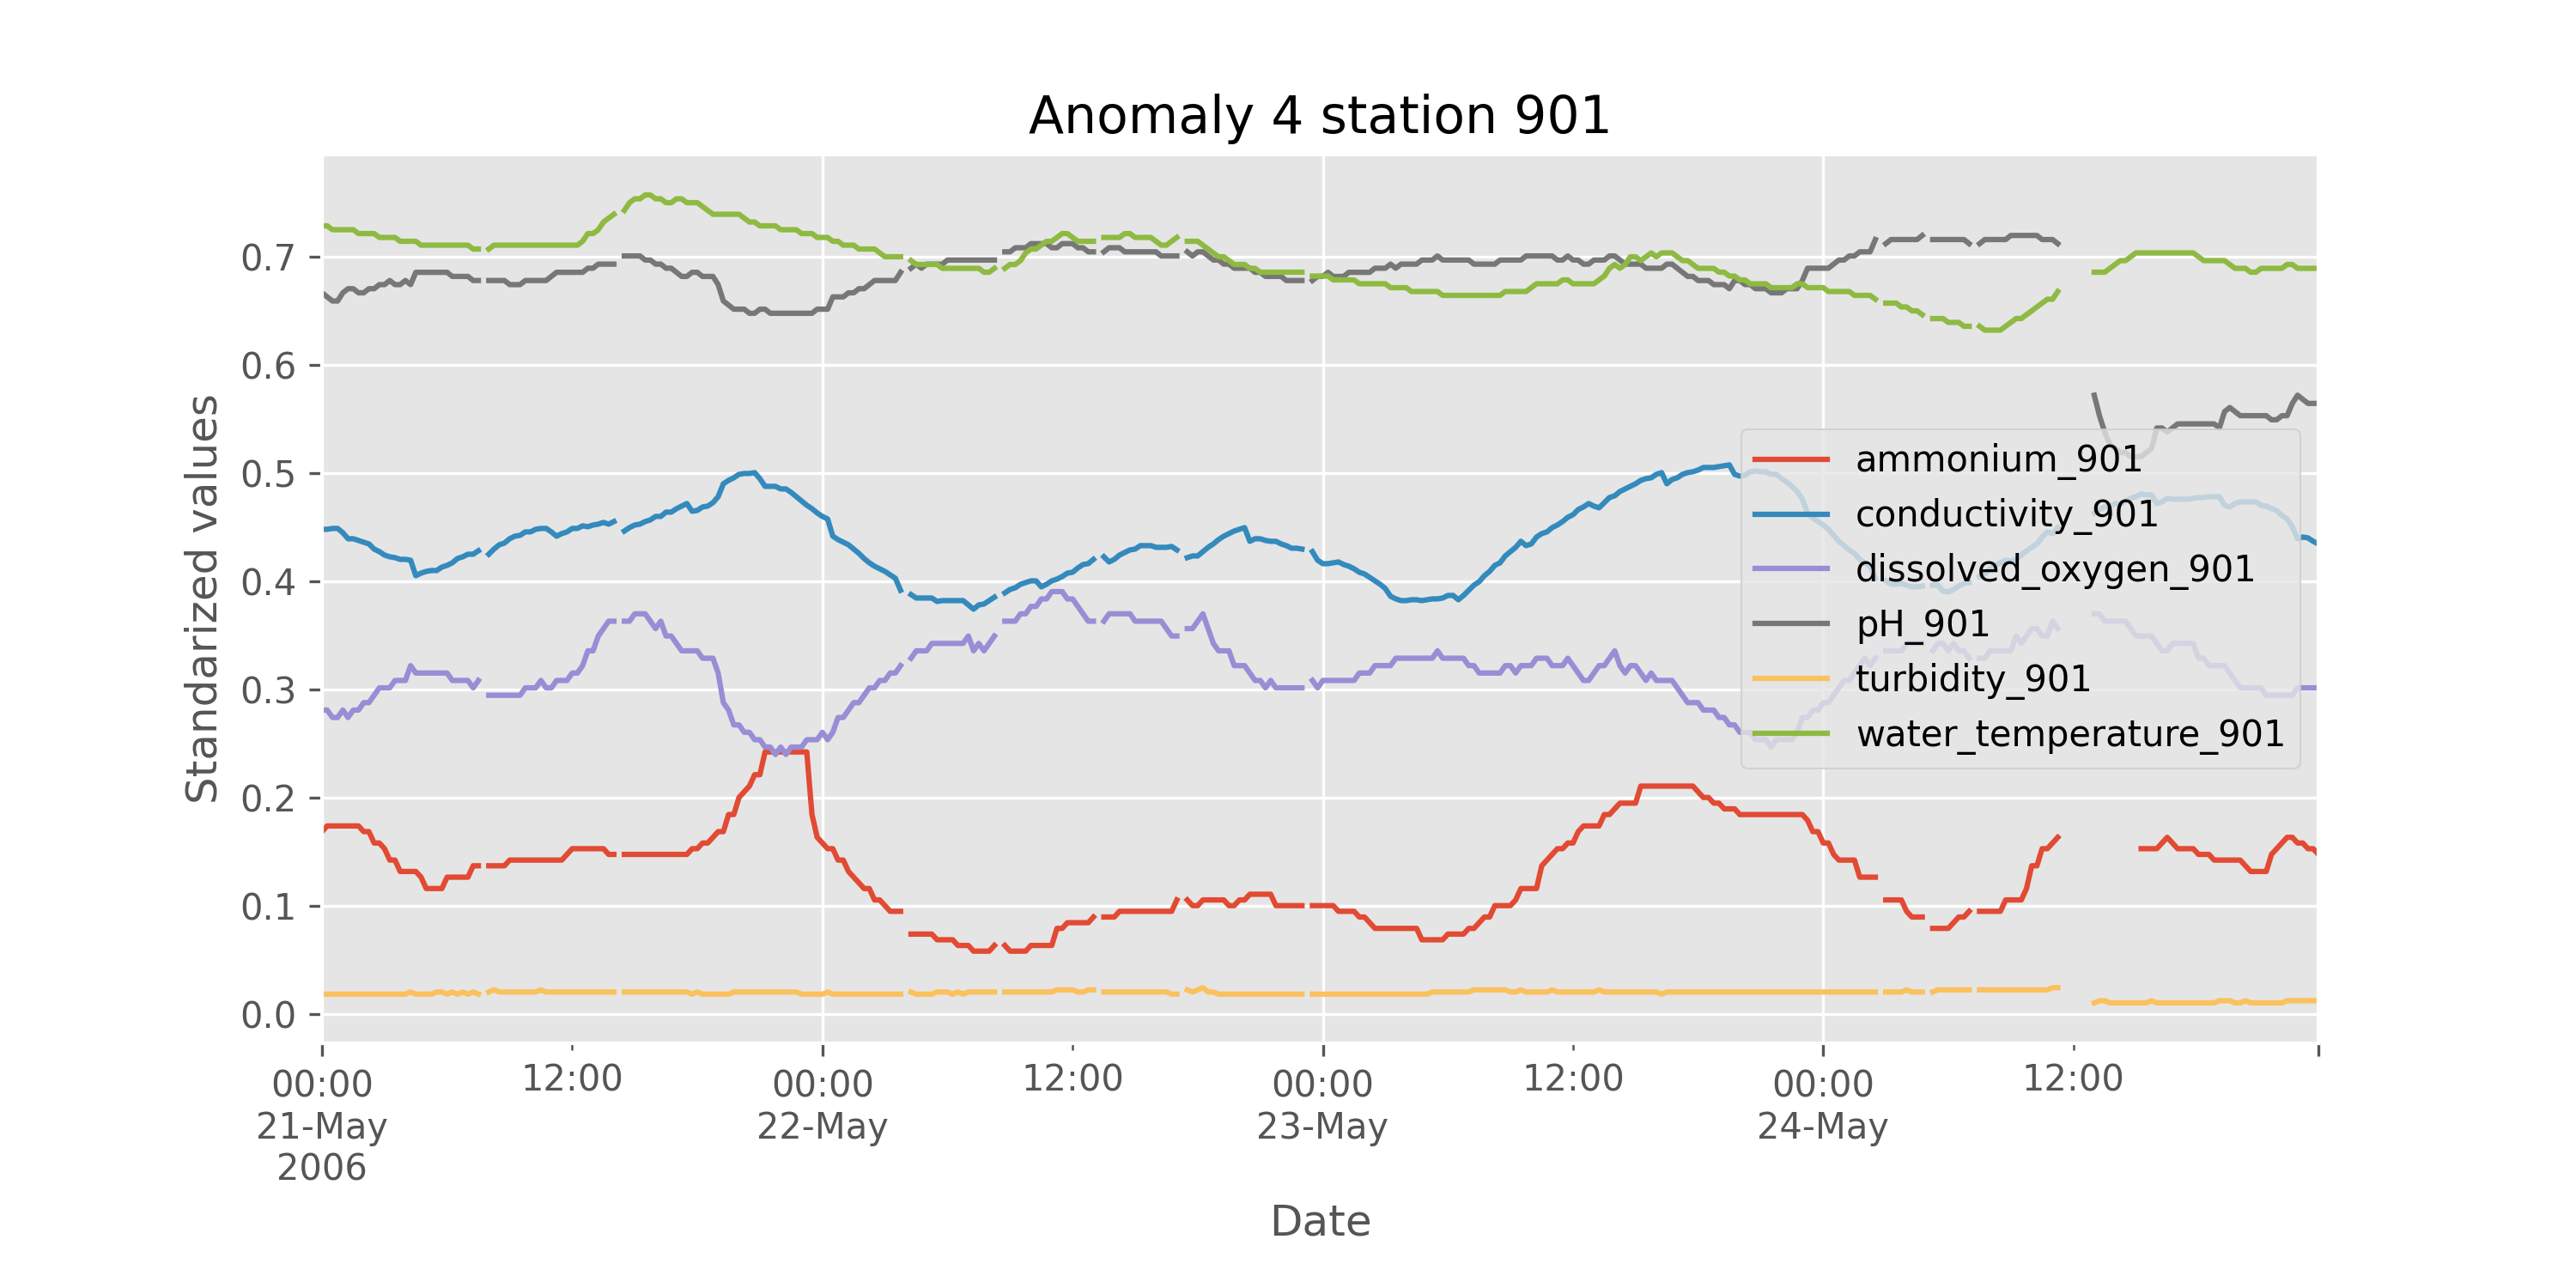 Anomaly 4 station 901
Standarized values
0.7
0.6
0.5
0.4
0.3
0.2
0.1
0.0
ammonium_901
conductivity_901
dissolved_oxygen_901
pH_901
turbidity_901
water_temperature_901
00:00 12:00 00:00 12:00 00:00 12:00 00:00 12:00
21-May 22-May 23-May 24-May
2006
Date